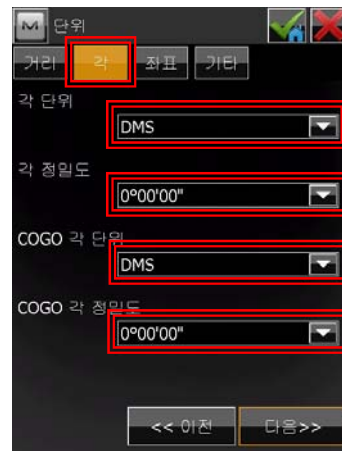 단위
거리 각 좌표 기타
각 단위
DMS
각 정밀도
0°00'00"
COGO 각 단위
DMS
COGO 각 정밀도
0°00'00"
<< 이전 다음>>